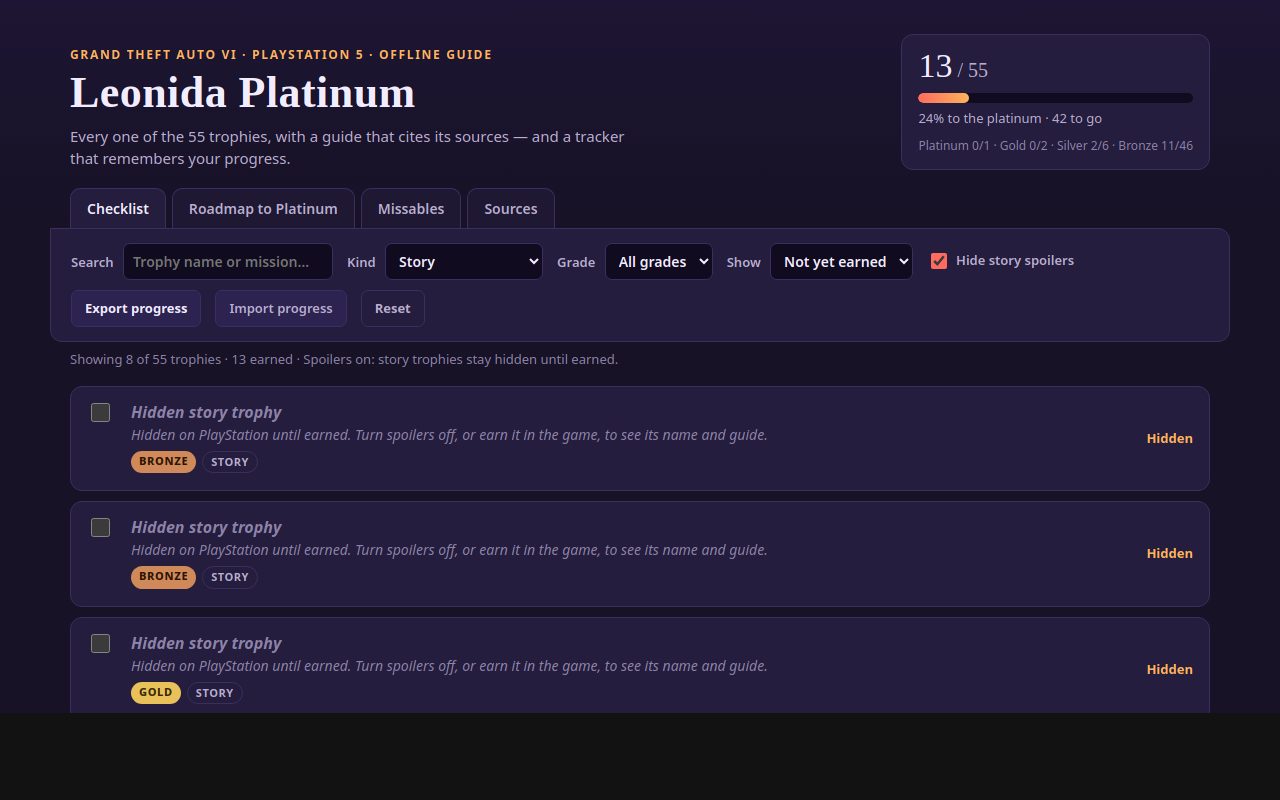 GRAND THEFT AUTO VI · PLAYSTATION 5 · OFFLINE GUIDE
Leonida Platinum
Every one of the 55 trophies, with a guide that cites its sources — and a tracker
that remembers your progress.
13 / 55
24% to the platinum · 42 to go
Platinum 0/1 · Gold 0/2 · Silver 2/6 · Bronze 11/46
Checklist
Roadmap to Platinum
Missables
Sources
Search
Trophy name or mission...
Kind
Story
Grade
All grades
Show
Not yet earned
Hide story spoilers
Export progress
Import progress
Reset
Showing 8 of 55 trophies · 13 earned · Spoilers on: story trophies stay hidden until earned.
Hidden story trophy
Hidden on PlayStation until earned. Turn spoilers off, or earn it in the game, to see its name and guide.
BRONZE
STORY
Hidden
Hidden story trophy
Hidden on PlayStation until earned. Turn spoilers off, or earn it in the game, to see its name and guide.
BRONZE
STORY
Hidden
Hidden story trophy
Hidden on PlayStation until earned. Turn spoilers off, or earn it in the game, to see its name and guide.
GOLD
STORY
Hidden